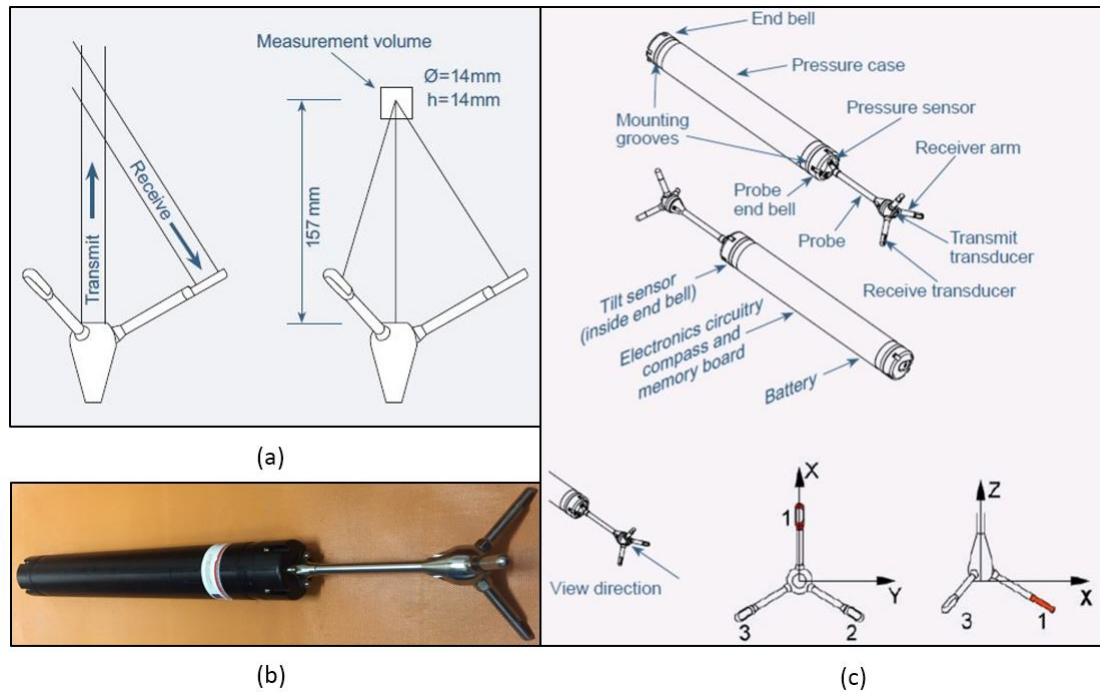 Measurement volume
Ø=14mm
h=14mm
Transmit
Receive
157 mm
(a)
(b)
End bell
Pressure case
Pressure sensor
Mounting
grooves
Receiver arm
Probe
end bell
Probe
Transmit
transducer
Receive transducer
Tilt sensor
(inside end bell)
Electronics circuitry
compass and
memory board
Battery
View direction
X
1
Y
3
2
Z
X
3
1
(c)